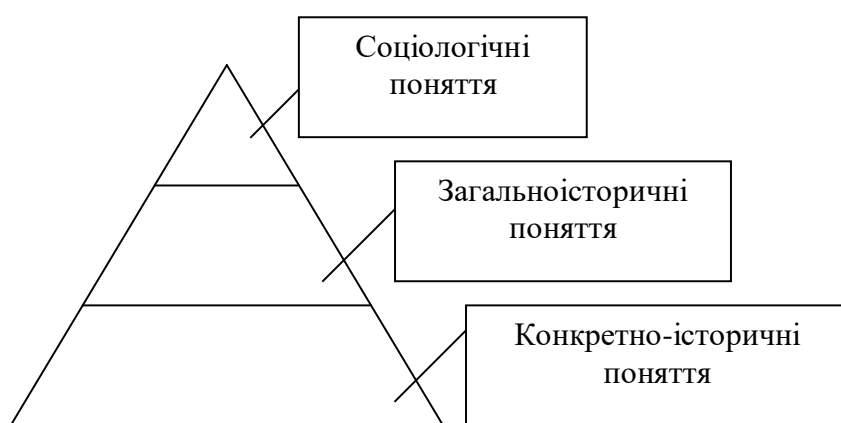 Соціологічні
поняття
Загальноісторичні
поняття
Конкретно-історичні
поняття